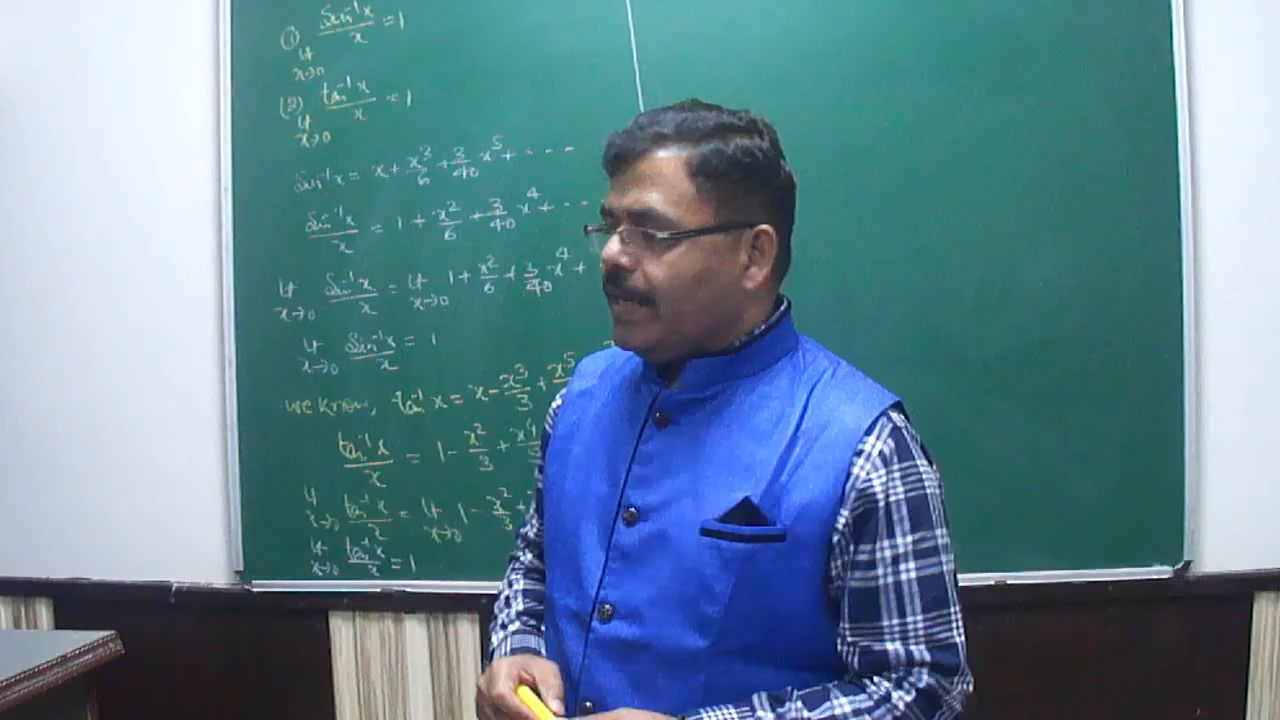 (1) Sin⁻¹x/x = 1
Lt x→0
(2) tan⁻¹x/x = 1
Lt x→0
Sin⁻¹x = x + x³/6 + 3/40 x⁵ + ....
Sin⁻¹x/x = 1 + x²/6 + 3/40 x⁴ + ...
Lt x→0 Sin⁻¹x/x = Lt x→0 1 + x²/6 + 3/40 x⁴ +
Lt x→0 Sin⁻¹x/x = 1
we know, tan⁻¹x = x - x³/3 + x⁵
tan⁻¹x/x = 1 - x²/3 + x⁴/5
Lt x→0 tan⁻¹x/x = Lt x→0 1 - x²/3 +
Lt x→0 tan⁻¹x/x = 1